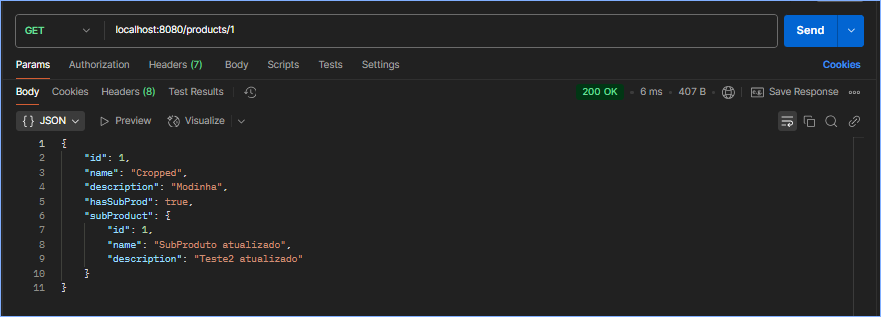 GET localhost:8080/products/1 Send
Params Authorization Headers (7) Body Scripts Tests Settings Cookies
Body Cookies Headers (8) Test Results 200 OK • 6 ms • 407 B • Save Response
{ } JSON Preview Visualize
1 {
2 "id": 1,
3 "name": "Cropped",
4 "description": "Modinha",
5 "hasSubProd": true,
6 "subProduct": {
7 "id": 1,
8 "name": "SubProduto atualizado",
9 "description": "Teste2 atualizado"
10 }
11 }